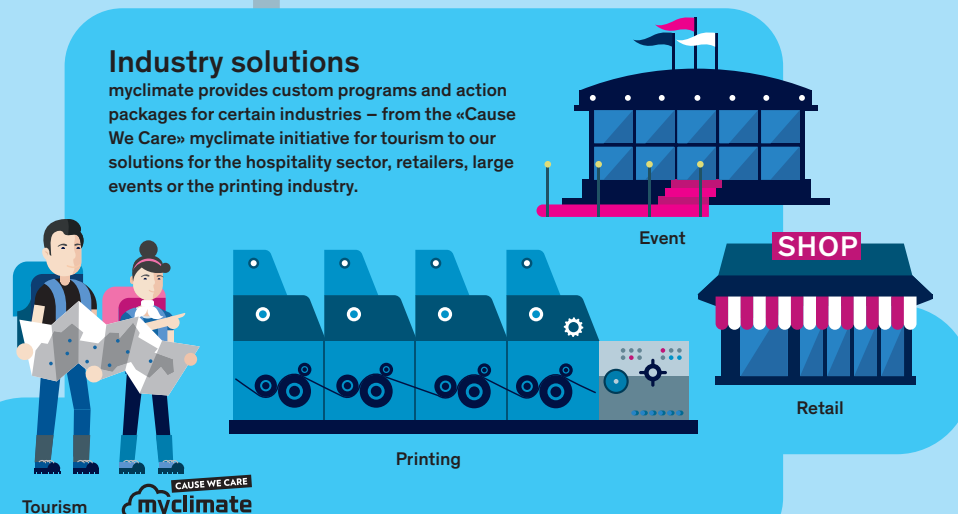 Industry solutions
myclimate provides custom programs and action
packages for certain industries – from the «Cause
We Care» myclimate initiative for tourism to our
solutions for the hospitality sector, retailers, large
events or the printing industry.
Event
SHOP
Retail
Printing
Tourism
CAUSE WE CARE
myclimate